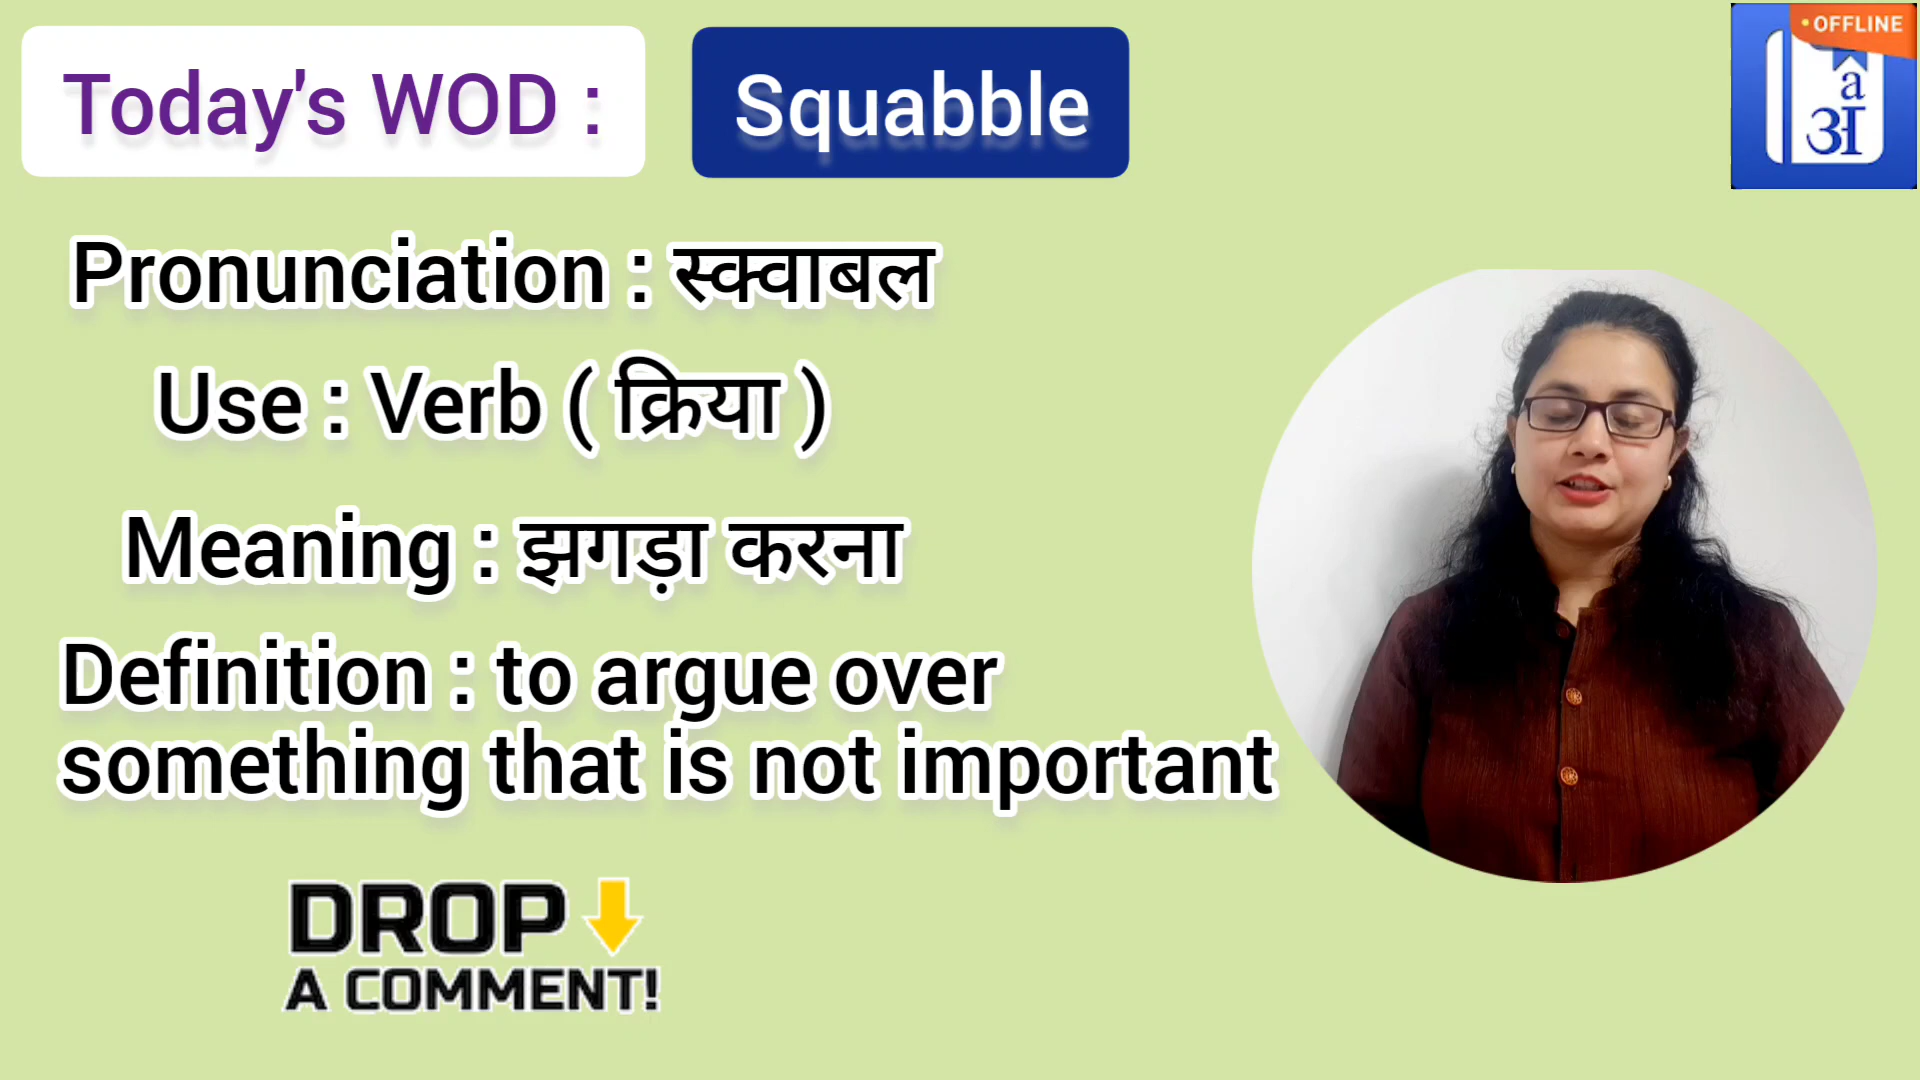 Today's WOD :
Squabble
• OFFLINE
a
अ
Pronunciation : स्क्वाबल
Use : Verb ( क्रिया )
Meaning : झगड़ा करना
Definition : to argue over
something that is not important
DROP
A COMMENT!